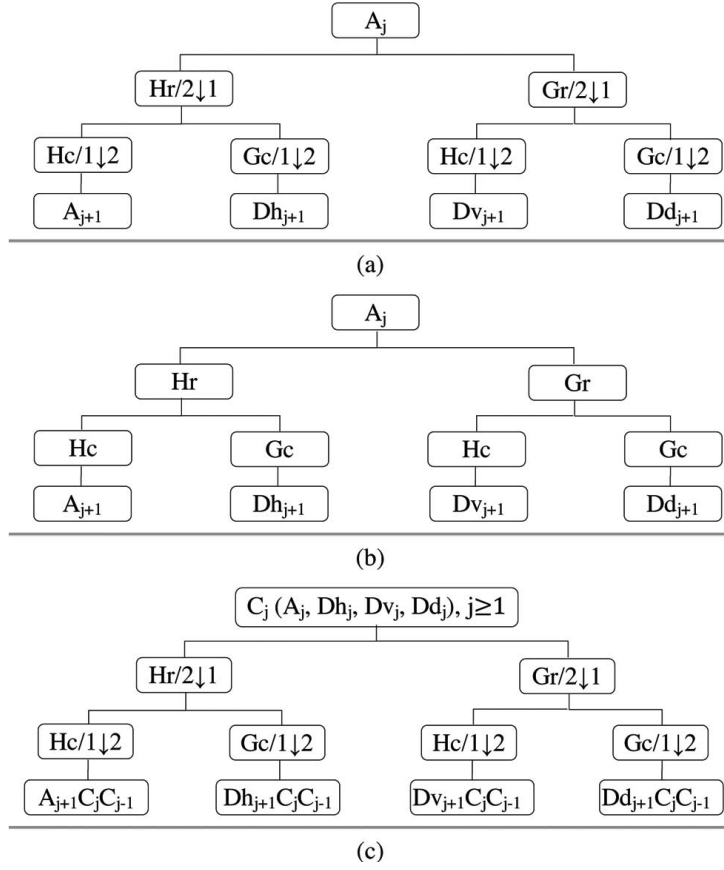 Aj
Hr/2↓1 Gr/2↓1
Hc/1↓2 Gc/1↓2 Hc/1↓2 Gc/1↓2
Aj+1 Dhj+1 Dvj+1 Ddj+1
(a)
Aj
Hr Gr
Hc Gc Hc Gc
Aj+1 Dhj+1 Dvj+1 Ddj+1
(b)
Cj (Aj, Dhj, Dvj, Ddj), j≥1
Hr/2↓1 Gr/2↓1
Hc/1↓2 Gc/1↓2 Hc/1↓2 Gc/1↓2
Aj+1CjCj-1 Dhj+1CjCj-1 Dvj+1CjCj-1 Ddj+1CjCj-1
(c)